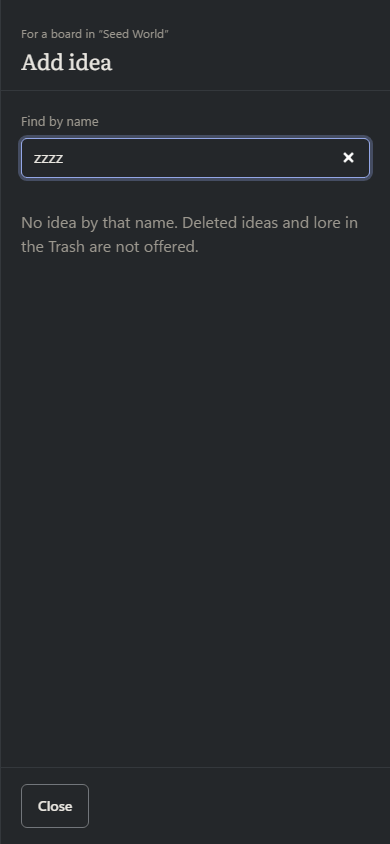 For a board in “Seed World”
Add idea
Find by name
zzzz
No idea by that name. Deleted ideas and lore in
the Trash are not offered.
Close